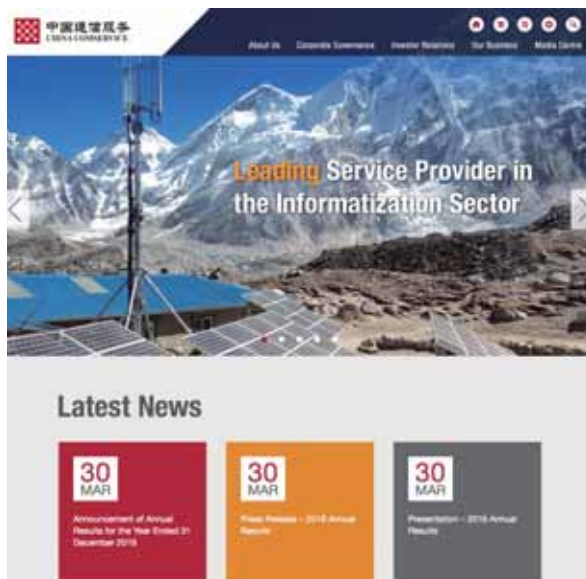 中国通信服务
CHINA COMSERVICE
About Us Corporate Governance Investor Relations Our Business Media Centre
Leading Service Provider in
the Informatization Sector
Latest News
30
MAR
Announcement of Annual
Results for the Year Ended 31
December 2016
30
MAR
Press Release – 2016 Annual
Results
30
MAR
Presentation – 2016 Annual
Results